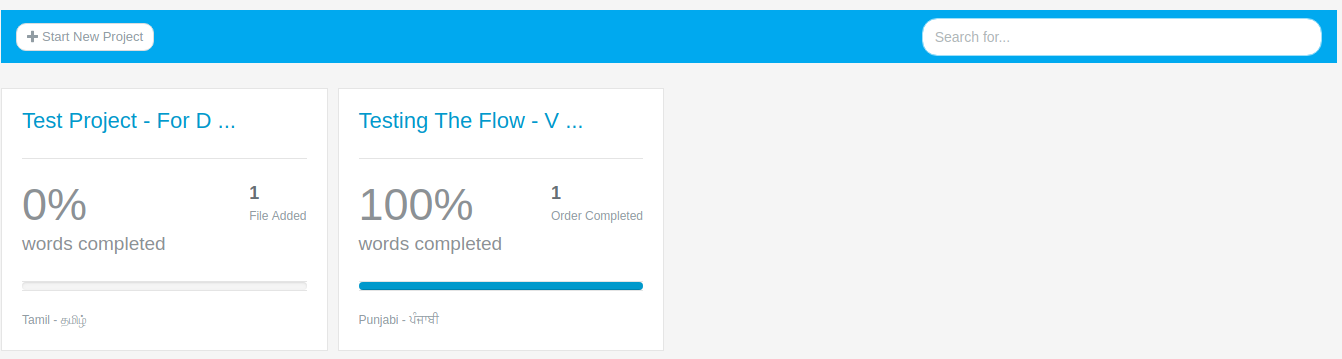 Start New Project
Search for...
Test Project - For D ...
0%
words completed
1
File Added
Tamil - தமிழ்
Testing The Flow - V ...
100%
words completed
1
Order Completed
Punjabi - ਪੰਜਾਬੀ